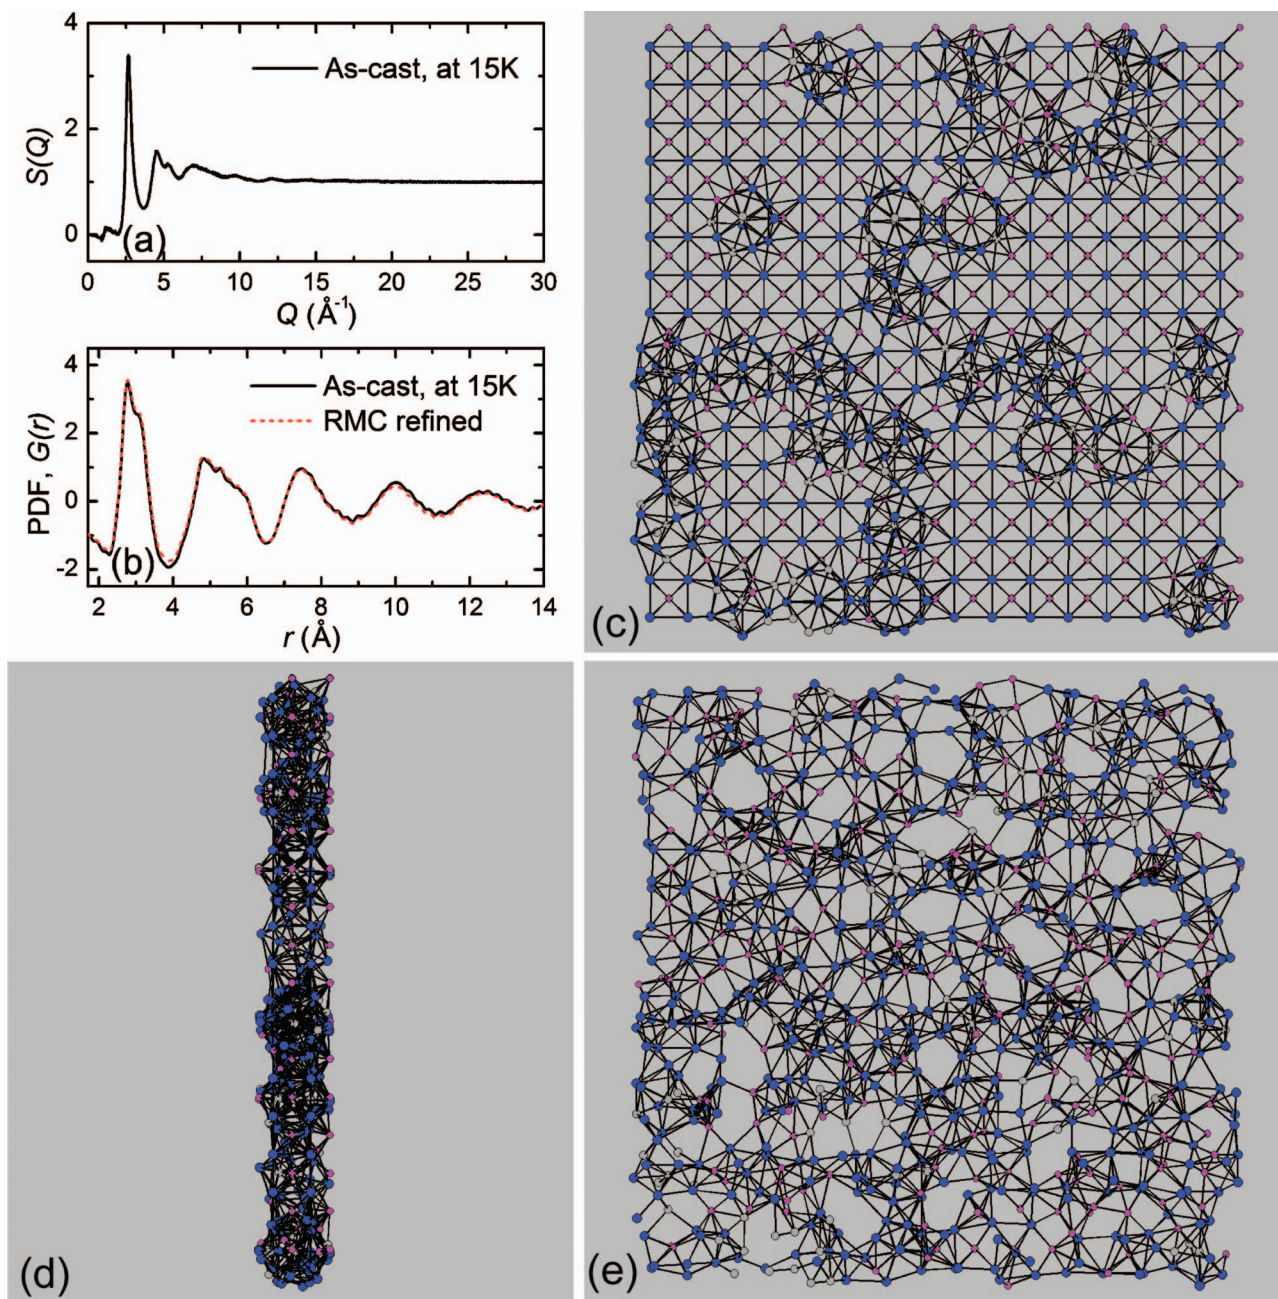 4
As-cast, at 15K
S(Q)
2
0
(a)
0 5 10 15 20 25 30
Q (Å⁻¹)
4
As-cast, at 15K
RMC refined
PDF, G(r)
2
0
-2
(b)
2 4 6 8 10 12 14
r (Å)
(c)
(d)
(e)